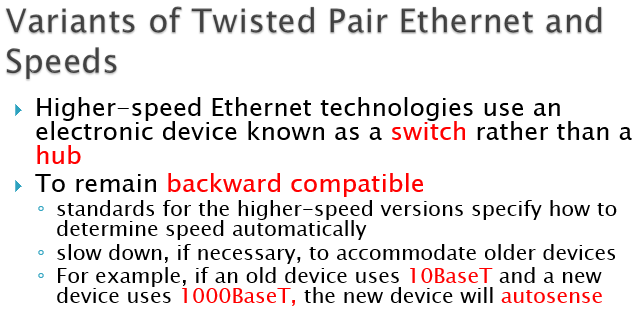 Variants of Twisted Pair Ethernet and
Speeds
Higher-speed Ethernet technologies use an
electronic device known as a switch rather than a
hub
To remain backward compatible
standards for the higher-speed versions specify how to
determine speed automatically
slow down, if necessary, to accommodate older devices
For example, if an old device uses 10BaseT and a new
device uses 1000BaseT, the new device will autosense